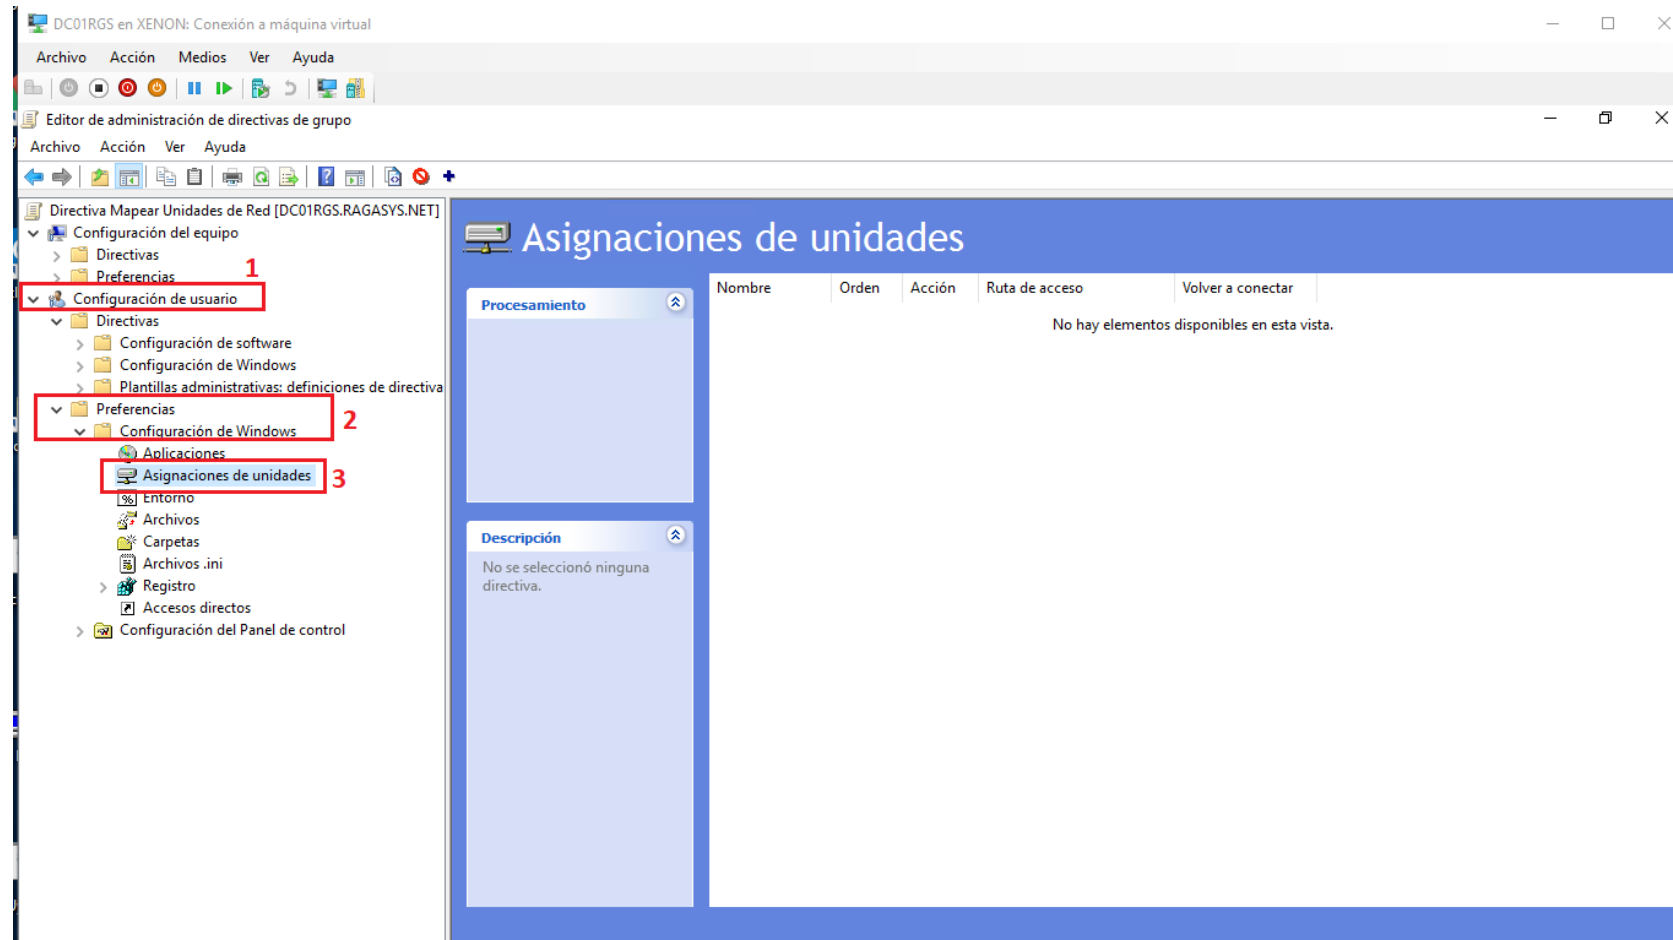 DC01RGS en XENON: Conexión a máquina virtual
Archivo Acción Medios Ver Ayuda
Editor de administración de directivas de grupo
Archivo Acción Ver Ayuda
Directiva Mapear Unidades de Red [DC01RGS.RAGASYS.NET]
Configuración del equipo
Directivas
Preferencias
1
Configuración de usuario
Directivas
Configuración de software
Configuración de Windows
Plantillas administrativas: definiciones de directiva
Preferencias
2
Configuración de Windows
Aplicaciones
Asignaciones de unidades
3
Entorno
Archivos
Carpetas
Archivos .ini
Registro
Accesos directos
Configuración del Panel de control
Asignaciones de unidades
Procesamiento
Descripción
No se seleccionó ninguna
directiva.
Nombre Orden Acción Ruta de acceso Volver a conectar
No hay elementos disponibles en esta vista.